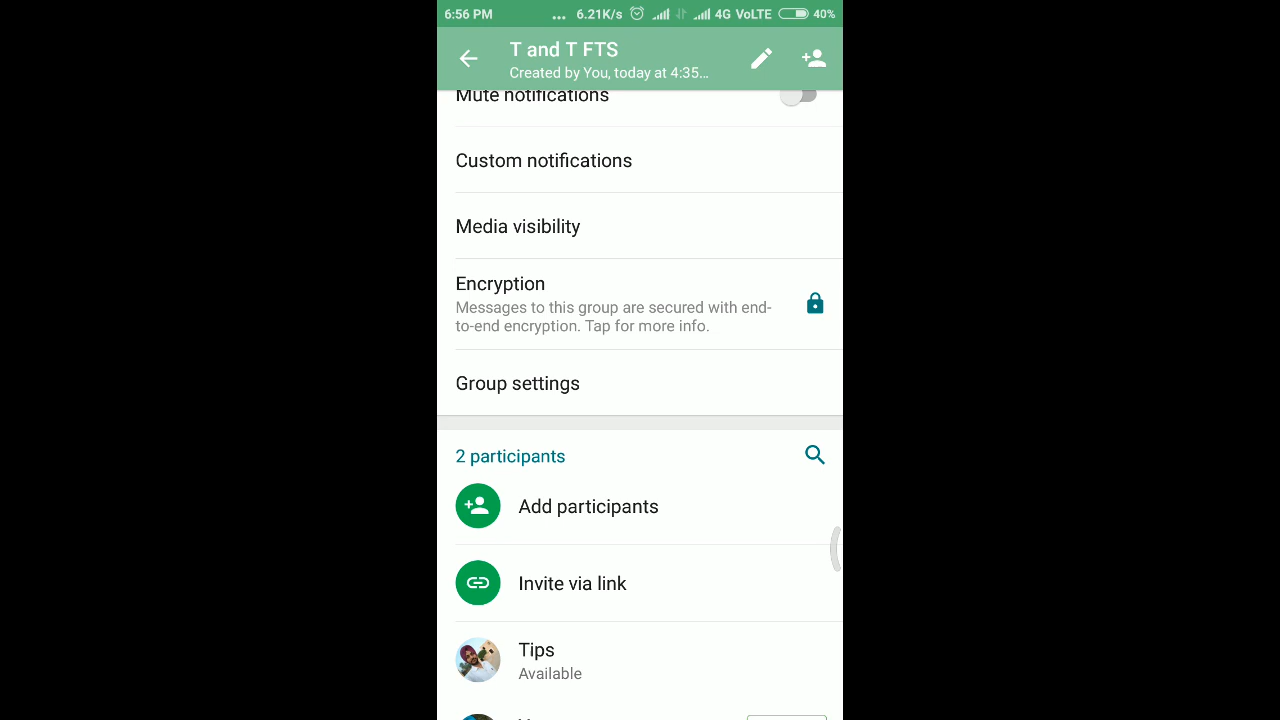 6:56 PM ... 6.21K/s 4G VoLTE 40%
T and T FTS
Created by You, today at 4:35...
Mute notifications
Custom notifications
Media visibility
Encryption
Messages to this group are secured with end-
to-end encryption. Tap for more info.
Group settings
2 participants
Add participants
Invite via link
Tips
Available